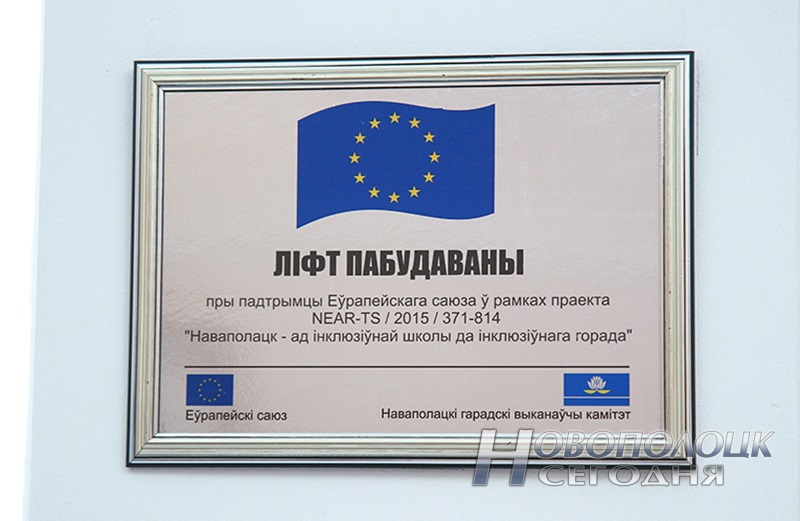 ЛІФТ ПАБУДАВАНЫ
пры падтрымцы Еўрапейскага саюза ў рамках праекта
NEAR-TS / 2015 / 371-814
"Наваполацк - ад інклюзіўнай школы да інклюзіўнага горада"
Еўрапейскі саюз
Наваполацкі гарадскі выканаўчы камітэт
НОВОПОЛОЦК
СЕГОДНЯ